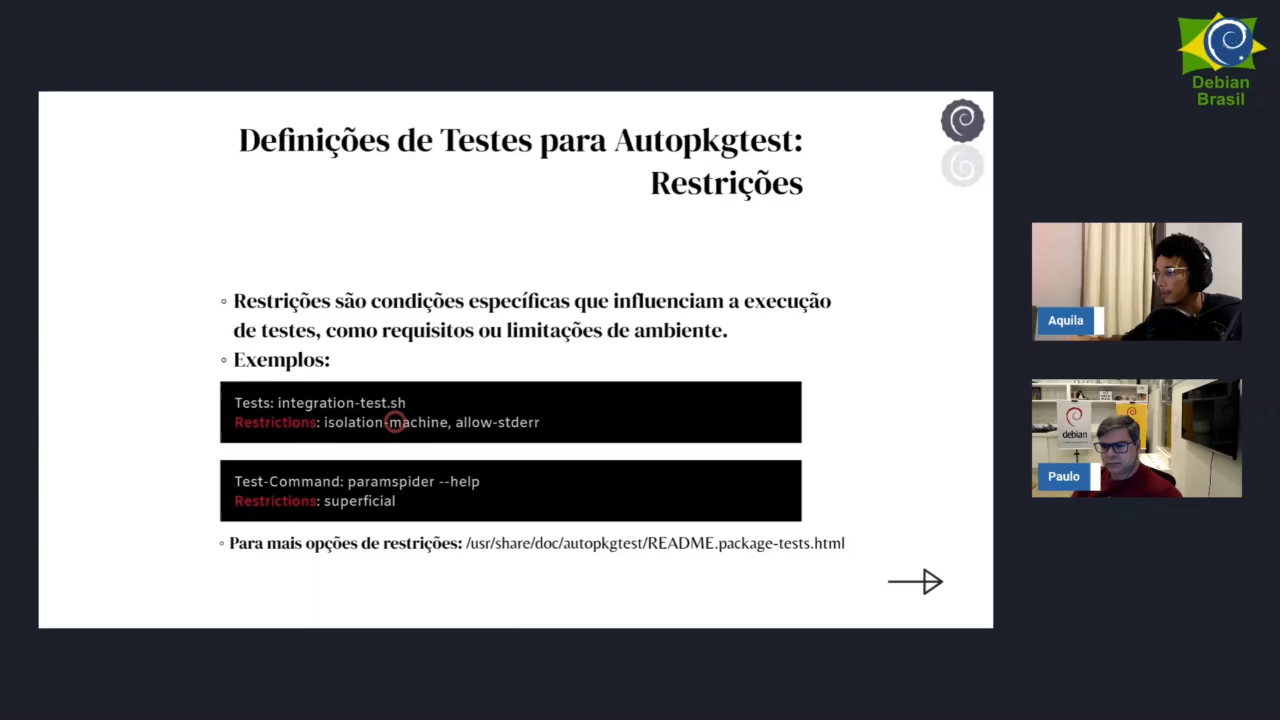 Debian
Brasil
Definições de Testes para Autopkgtest:
Restrições
◦ Restrições são condições específicas que influenciam a execução
de testes, como requisitos ou limitações de ambiente.
◦ Exemplos:
Tests: integration-test.sh
Restrictions: isolation-machine, allow-stderr
Test-Command: paramspider --help
Restrictions: superficial
◦ Para mais opções de restrições: /usr/share/doc/autopkgtest/README.package-tests.html
Aquila
debian
Paulo